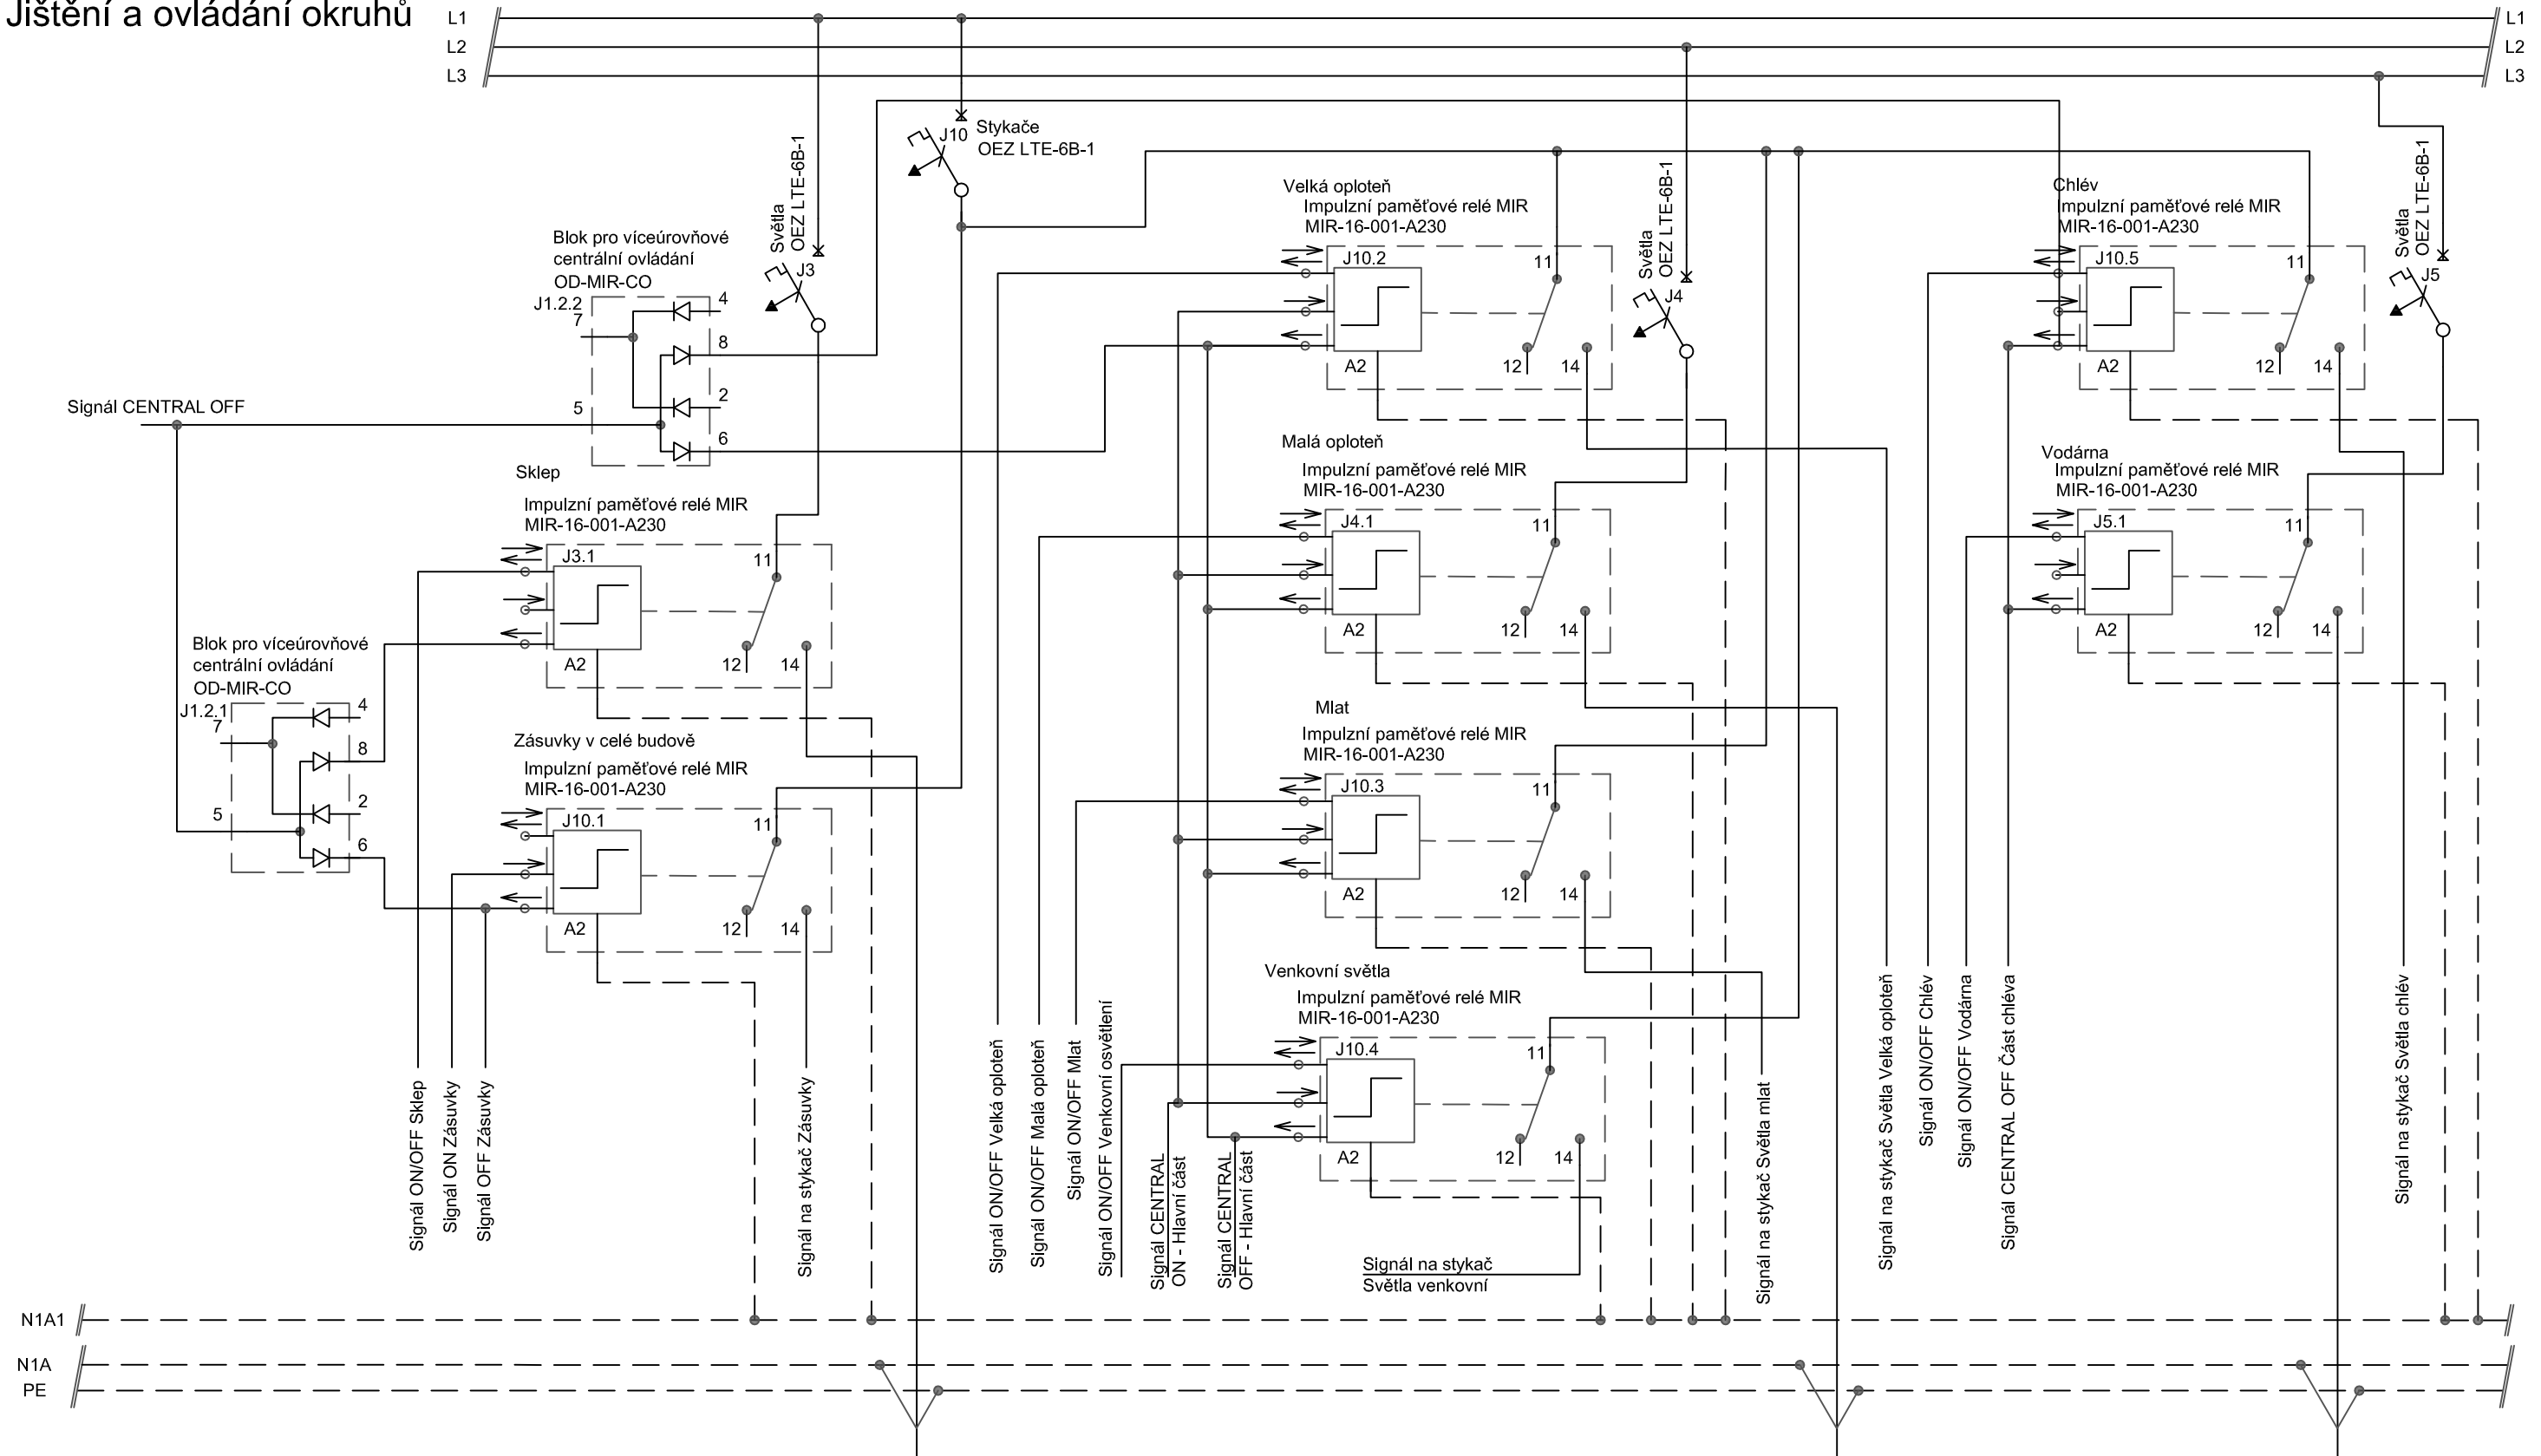 Jištění a ovládání okruhů
L1
L2
L3
L1
L2
L3
Světla
OEZ LTE-6B-1
J3
J10
Stykače
OEZ LTE-6B-1
Světla
OEZ LTE-6B-1
J4
Světla
OEZ LTE-6B-1
J5
Blok pro víceúrovňové
centrální ovládání
OD-MIR-CO
J1.2.2
7
4
8
2
5
6
Signál CENTRAL OFF
Sklep
Impulzní paměťové relé MIR
MIR-16-001-A230
J3.1
11
A2
12
14
Blok pro víceúrovňové
centrální ovládání
OD-MIR-CO
J1.2.1
7
4
8
2
5
6
Zásuvky v celé budově
Impulzní paměťové relé MIR
MIR-16-001-A230
J10.1
11
A2
12
14
Velká oploteň
Impulzní paměťové relé MIR
MIR-16-001-A230
J10.2
11
A2
12
14
Malá oploteň
Impulzní paměťové relé MIR
MIR-16-001-A230
J4.1
11
A2
12
14
Mlat
Impulzní paměťové relé MIR
MIR-16-001-A230
J10.3
11
A2
12
14
Venkovní světla
Impulzní paměťové relé MIR
MIR-16-001-A230
J10.4
11
A2
12
14
Chlév
Impulzní paměťové relé MIR
MIR-16-001-A230
J10.5
11
A2
12
14
Vodárna
Impulzní paměťové relé MIR
MIR-16-001-A230
J5.1
11
A2
12
14
Signál ON/OFF Sklep
Signál ON Zásuvky
Signál OFF Zásuvky
Signál na stykač Zásuvky
Signál ON/OFF Velká oploteň
Signál ON/OFF Malá oploteň
Signál ON/OFF Mlat
Signál ON/OFF Venkovní osvětlení
Signál CENTRAL
ON - Hlavní část
Signál CENTRAL
OFF - Hlavní část
Signál na stykač
Světla venkovní
Signál na stykač Světla mlat
Signál na stykač Světla Velká oploteň
Signál ON/OFF Chlév
Signál ON/OFF Vodárna
Signál CENTRAL OFF Část chléva
Signál na stykač Světla chlév
N1A1
N1A
PE